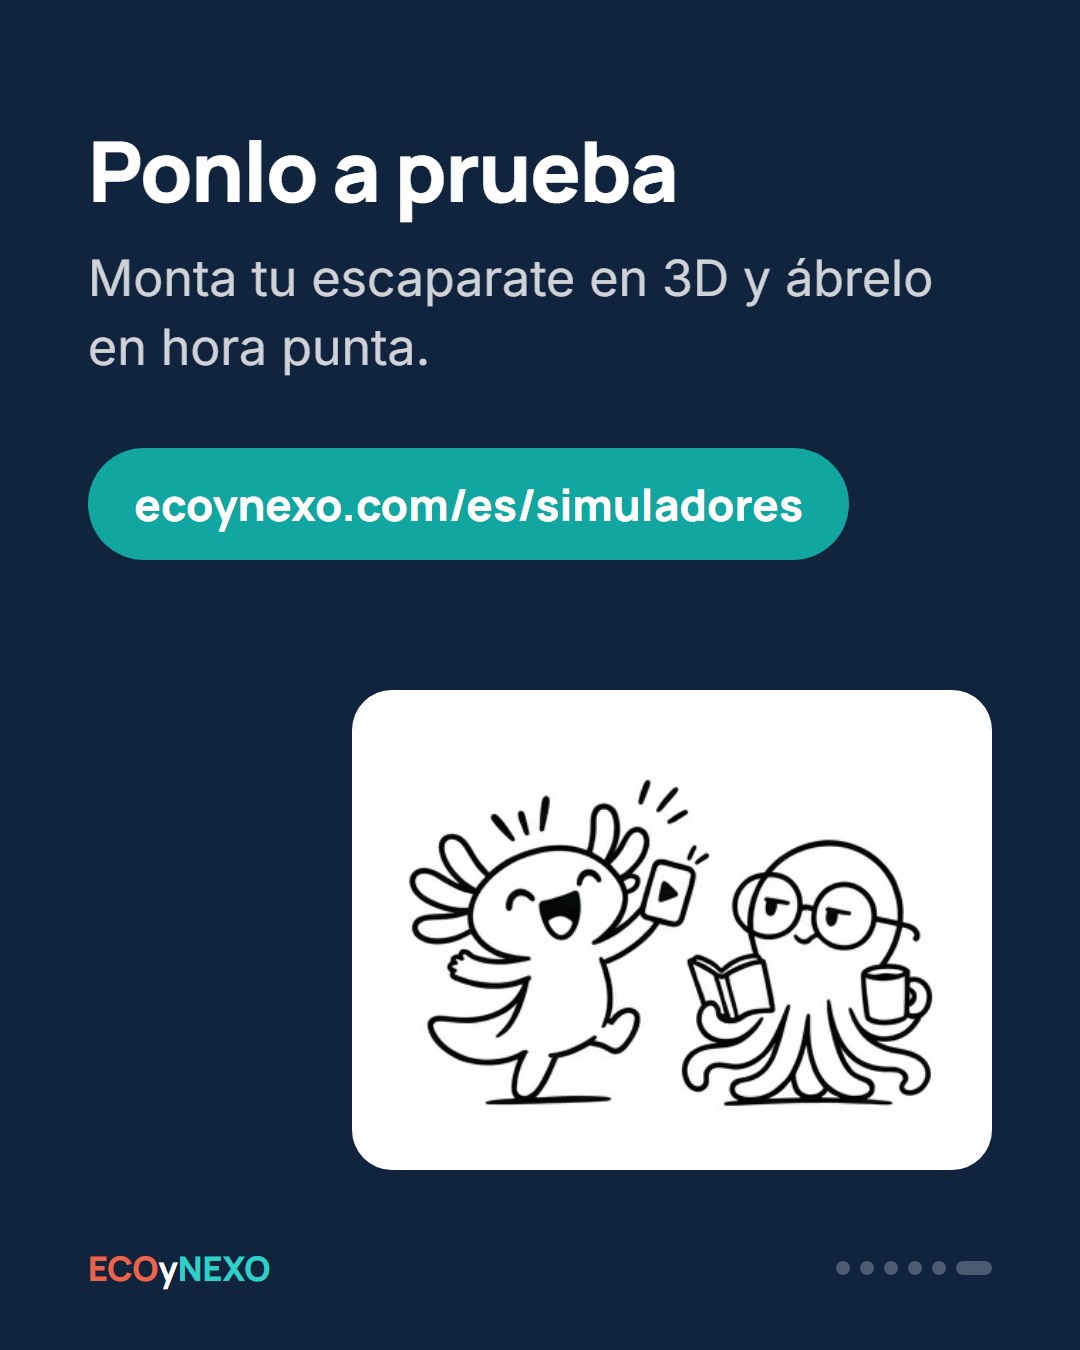 Ponlo a prueba
Monta tu escaparate en 3D y ábrelo
en hora punta.
ecoynexo.com/es/simuladores
ECOyNEXO